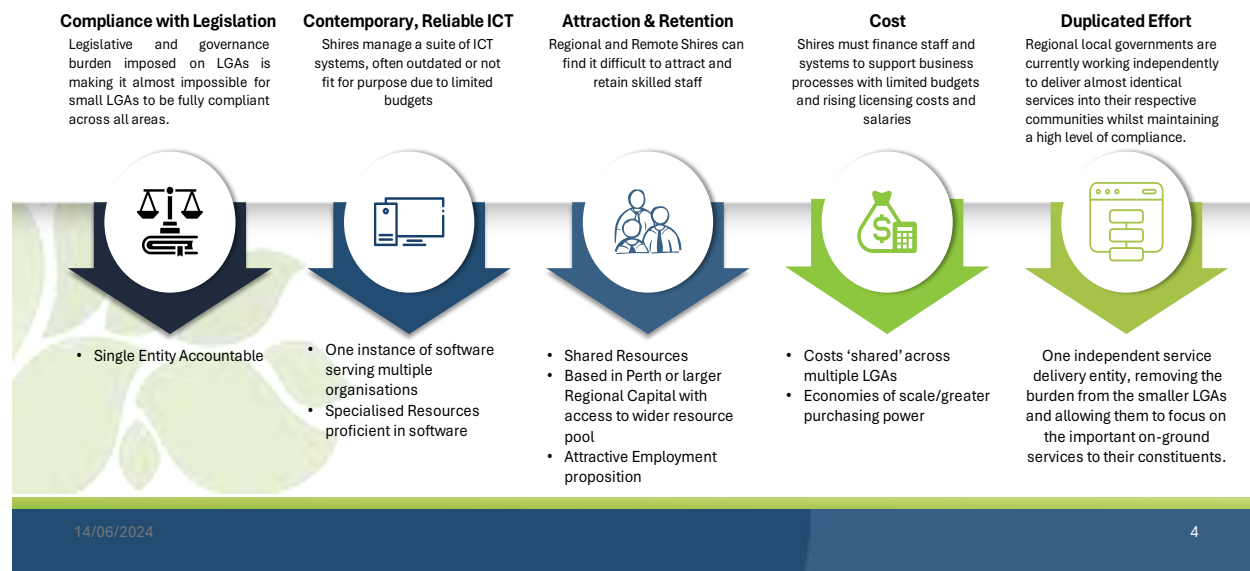 Compliance with Legislation
Legislative and governance
burden imposed on LGAs is
making it almost impossible for
small LGAs to be fully compliant
across all areas.
Contemporary, Reliable ICT
Shires manage a suite of ICT
systems, often outdated or not
fit for purpose due to limited
budgets
Attraction & Retention
Regional and Remote Shires can
find it difficult to attract and
retain skilled staff
Cost
Shires must finance staff and
systems to support business
processes with limited budgets
and rising licensing costs and
salaries
Duplicated Effort
Regional local governments are
currently working independently
to deliver almost identical
services into their respective
communities whilst maintaining
a high level of compliance.
$
• Single Entity Accountable
• One instance of software
serving multiple
organisations
• Specialised Resources
proficient in software
• Shared Resources
• Based in Perth or larger
Regional Capital with
access to wider resource
pool
• Attractive Employment
proposition
• Costs ‘shared’ across
multiple LGAs
• Economies of scale/greater
purchasing power
One independent service
delivery entity, removing the
burden from the smaller LGAs
and allowing them to focus on
the important on-ground
services to their constituents.
14/06/2024
4